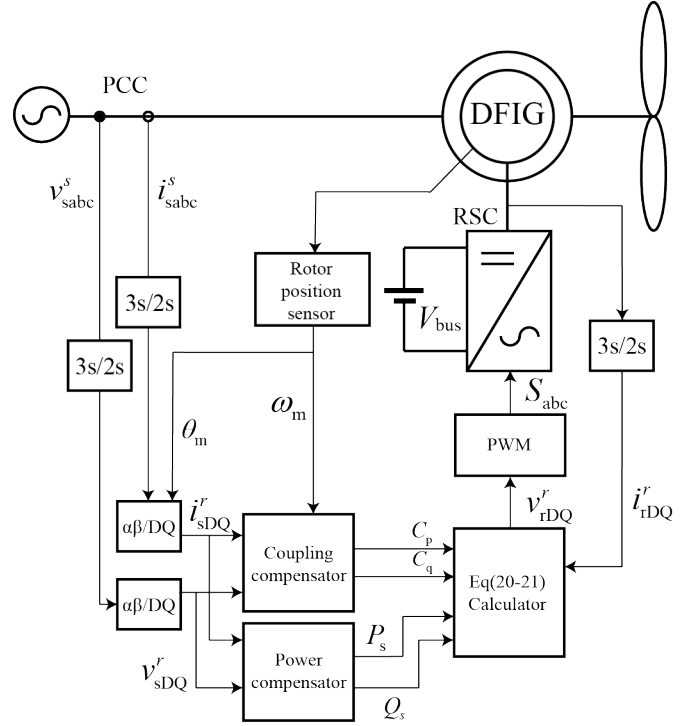 PCC
DFIG
v^s_sabc
i^s_sabc
RSC
Rotor
position
sensor
V_bus
3s/2s
3s/2s
3s/2s
S_abc
ω_m
θ_m
PWM
i^r_sDQ
v^r_rDQ
i^r_rDQ
αβ/DQ
Coupling
compensator
C_p
C_q
Eq(20-21)
Calculator
αβ/DQ
v^r_sDQ
Power
compensator
P_s
Q_s